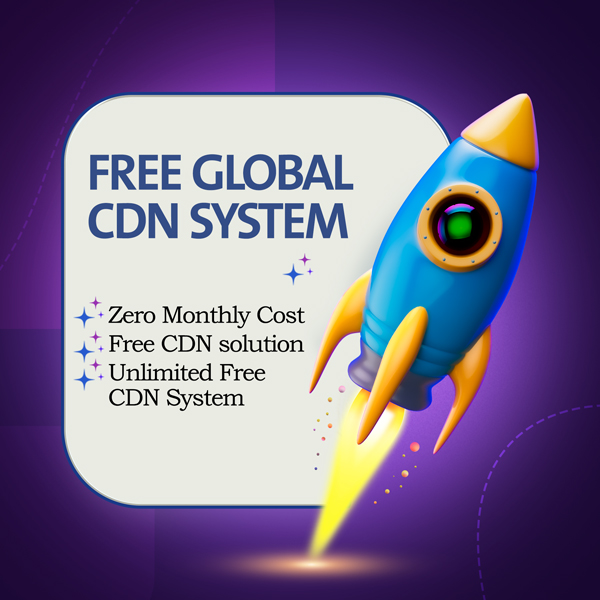 FREE GLOBAL
CDN SYSTEM
Zero Monthly Cost
Free CDN solution
Unlimited Free
CDN System